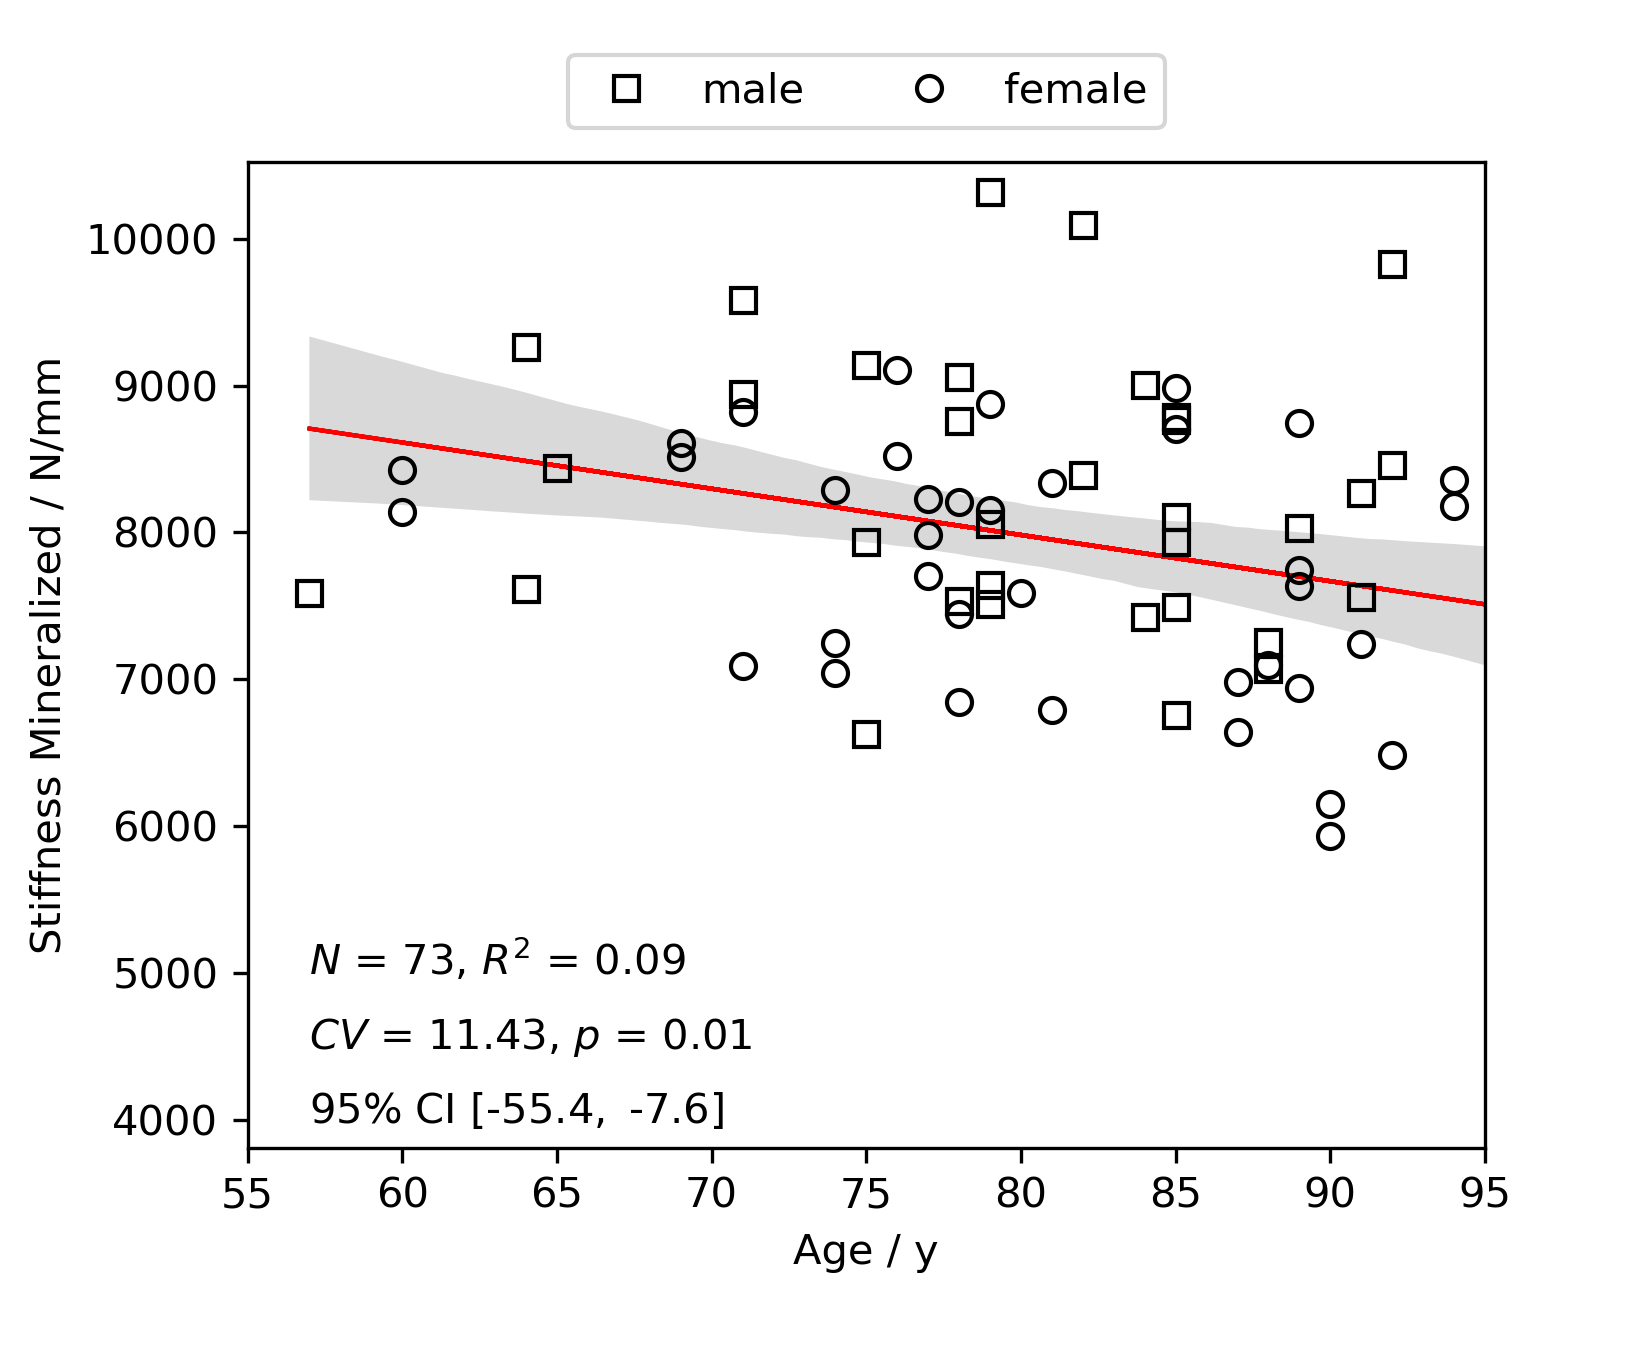 male female
10000
9000
8000
7000
6000
5000
4000
Stiffness Mineralized / N/mm
N = 73, R² = 0.09
CV = 11.43, p = 0.01
95% CI [-55.4, -7.6]
55 60 65 70 75 80 85 90 95
Age / y